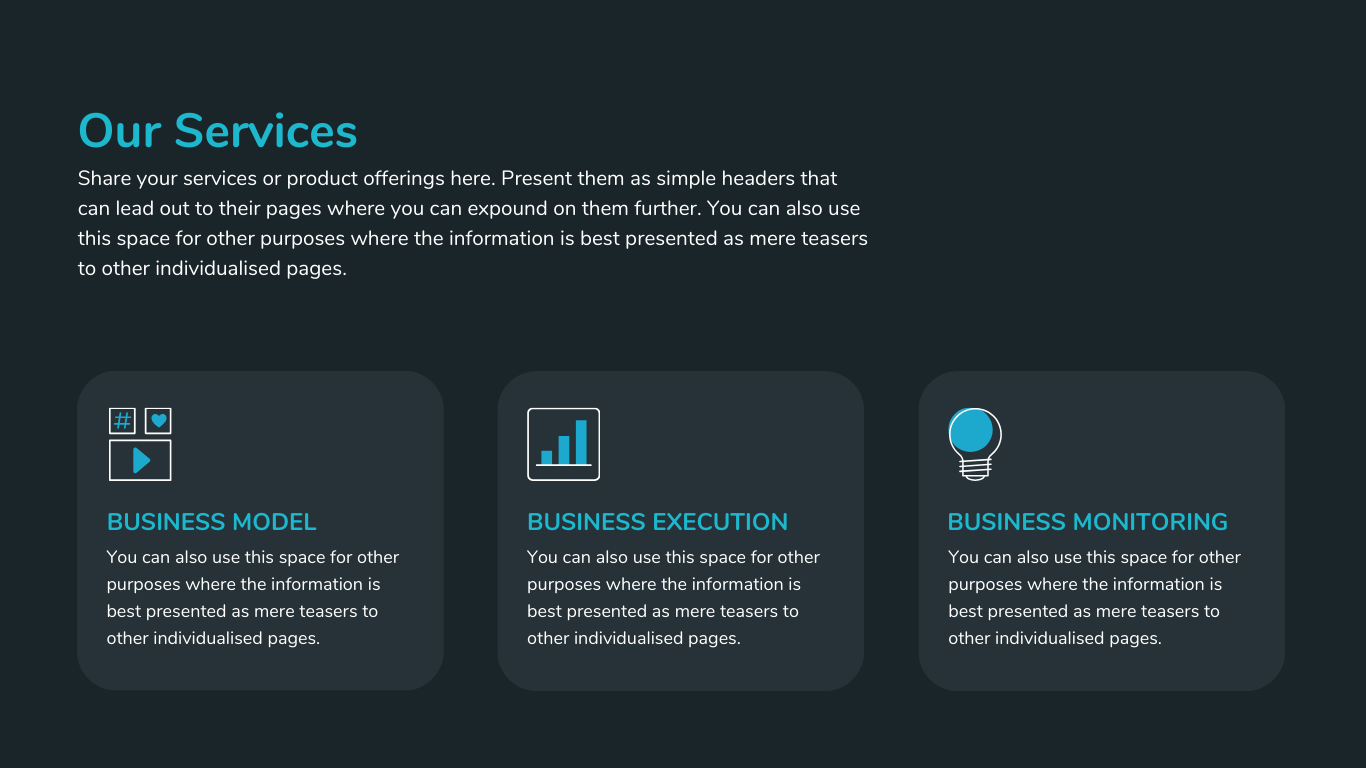 Our Services
Share your services or product offerings here. Present them as simple headers that
can lead out to their pages where you can expound on them further. You can also use
this space for other purposes where the information is best presented as mere teasers
to other individualised pages.
#
BUSINESS MODEL
You can also use this space for other
purposes where the information is
best presented as mere teasers to
other individualised pages.
BUSINESS EXECUTION
You can also use this space for other
purposes where the information is
best presented as mere teasers to
other individualised pages.
BUSINESS MONITORING
You can also use this space for other
purposes where the information is
best presented as mere teasers to
other individualised pages.